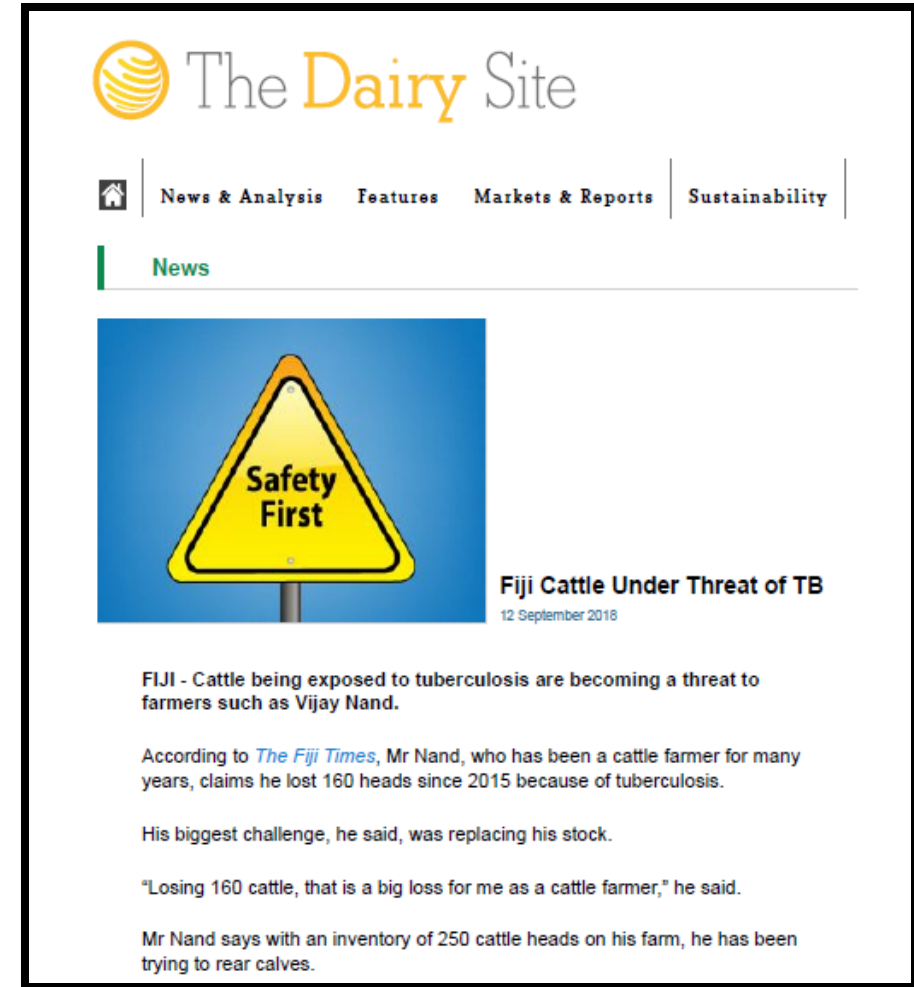 The Dairy Site
News & Analysis Features Markets & Reports Sustainability
News
Safety
First
Fiji Cattle Under Threat of TB
12 September 2018
FIJI - Cattle being exposed to tuberculosis are becoming a threat to
farmers such as Vijay Nand.
According to The Fiji Times, Mr Nand, who has been a cattle farmer for many
years, claims he lost 160 heads since 2015 because of tuberculosis.
His biggest challenge, he said, was replacing his stock.
“Losing 160 cattle, that is a big loss for me as a cattle farmer,” he said.
Mr Nand says with an inventory of 250 cattle heads on his farm, he has been
trying to rear calves.